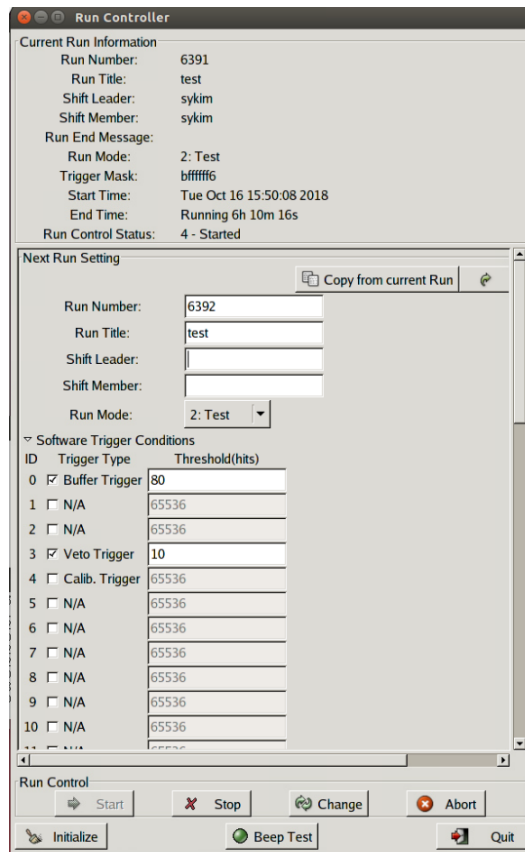 Run Controller
Current Run Information
Run Number: 6391
Run Title: test
Shift Leader: sykim
Shift Member: sykim
Run End Message:
Run Mode: 2: Test
Trigger Mask: bffffff6
Start Time: Tue Oct 16 15:50:08 2018
End Time: Running 6h 10m 16s
Run Control Status: 4 - Started
Next Run Setting
Copy from current Run
Run Number: 6392
Run Title: test
Shift Leader:
Shift Member:
Run Mode: 2: Test
Software Trigger Conditions
ID Trigger Type Threshold(hits)
0 Buffer Trigger 80
1 N/A 65536
2 N/A 65536
3 Veto Trigger 10
4 Calib. Trigger 65536
5 N/A 65536
6 N/A 65536
7 N/A 65536
8 N/A 65536
9 N/A 65536
10 N/A 65536
Run Control
Start Stop Change Abort
Initialize Beep Test Quit